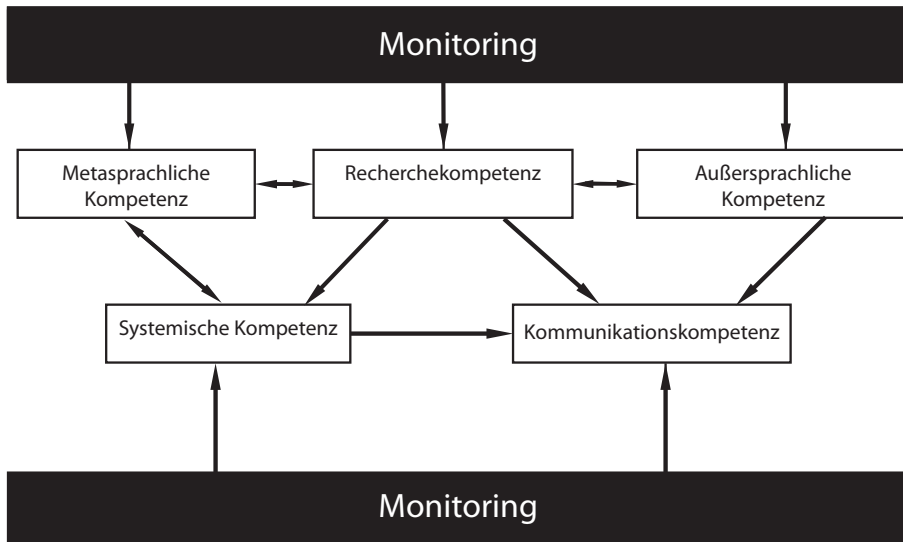 Monitoring
Metasprachliche
Kompetenz
Recherchekompetenz
Außersprachliche
Kompetenz
Systemische Kompetenz
Kommunikationskompetenz
Monitoring